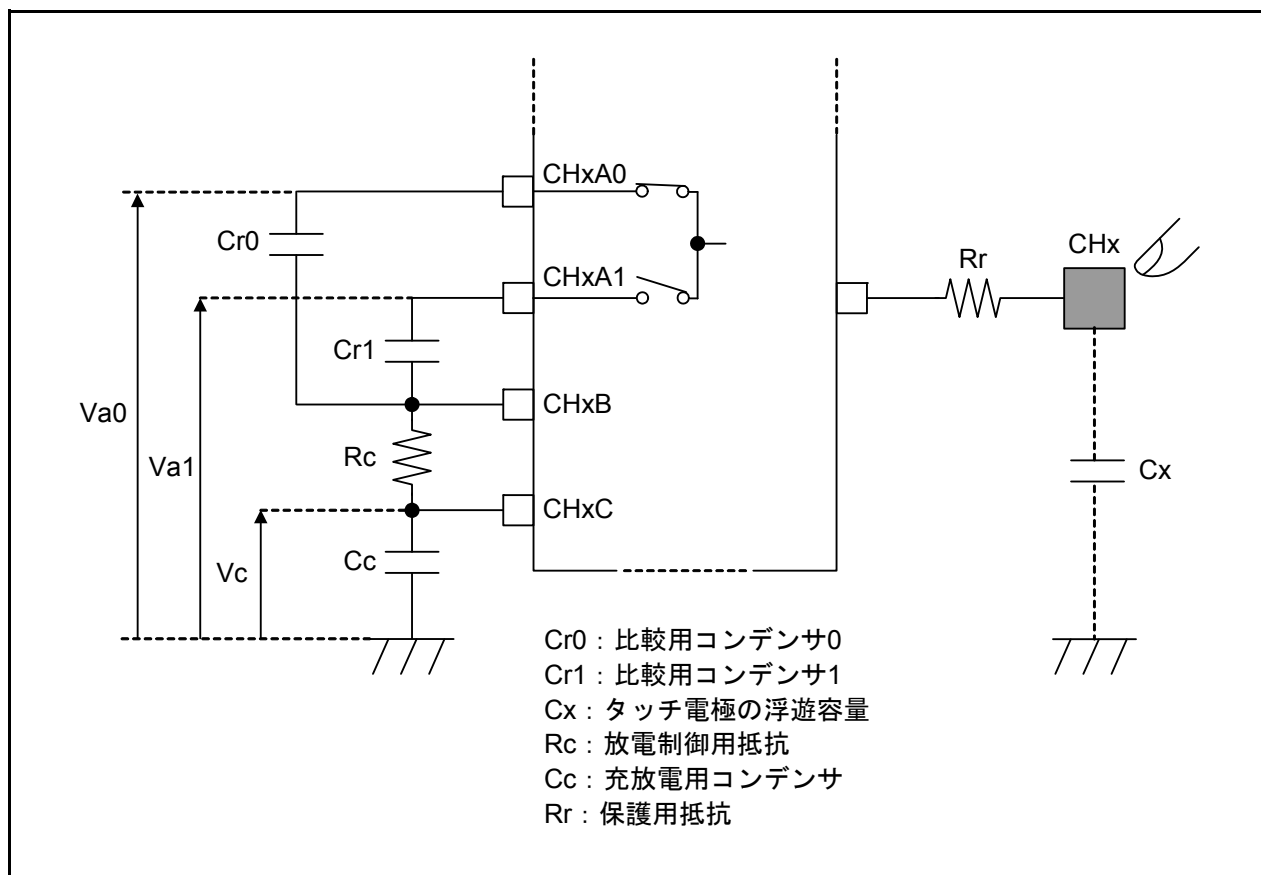 CHxA0
Cr0
CHx
Rr
CHxA1
Cr1
Va0
CHxB
Va1
Rc
Cx
CHxC
Vc
Cc
Cr0：比較用コンデンサ0
Cr1：比較用コンデンサ1
Cx：タッチ電極の浮遊容量
Rc：放電制御用抵抗
Cc：充放電用コンデンサ
Rr：保護用抵抗